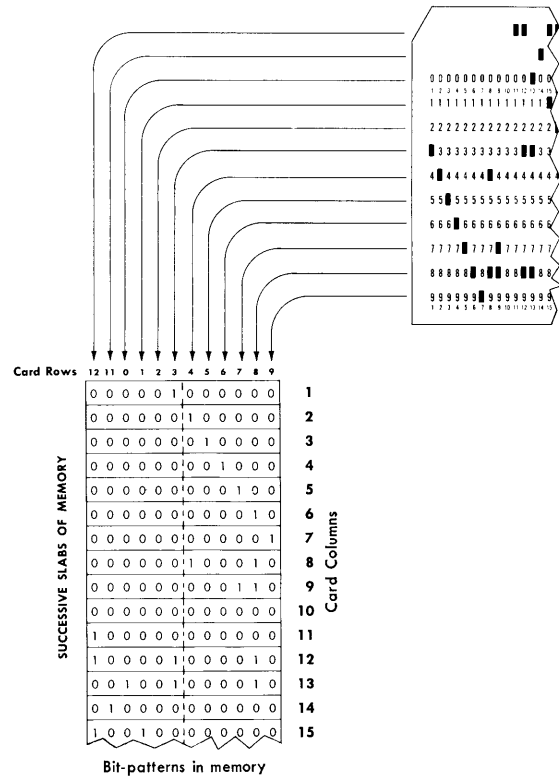 0 0 0 0 0 0 0 0 0 0 0 0 0 0
1 2 3 4 5 6 7 8 9 10 11 12 13 14 15
1 1 1 1 1 1 1 1 1 1 1 1 1 1
2 2 2 2 2 2 2 2 2 2 2 2 2 2 2
3 3 3 3 3 3 3 3 3 3 3 3
4 4 4 4 4 4 4 4 4 4 4 4 4
5 5 5 5 5 5 5 5 5 5 5 5 5 5
6 6 6 6 6 6 6 6 6 6 6 6 6 6
7 7 7 7 7 7 7 7 7 7 7 7 7
8 8 8 8 8 8 8 8 8 8
9 9 9 9 9 9 9 9 9 9 9 9 9 9
1 2 3 4 5 6 7 8 9 10 11 12 13 14 15
Card Rows 12 11 0 1 2 3 4 5 6 7 8 9
0 0 0 0 0 1 0 0 0 0 0 0 1
0 0 0 0 0 0 1 0 0 0 0 0 2
0 0 0 0 0 0 0 1 0 0 0 0 3
0 0 0 0 0 0 0 0 1 0 0 0 4
0 0 0 0 0 0 0 0 0 1 0 0 5
0 0 0 0 0 0 0 0 0 0 1 0 6
0 0 0 0 0 0 0 0 0 0 0 1 7
0 0 0 0 0 0 1 0 0 0 1 0 8
0 0 0 0 0 0 0 0 0 1 1 0 9
0 0 0 0 0 0 0 0 0 0 0 0 10
1 0 0 0 0 0 0 0 0 0 0 0 11
1 0 0 0 0 1 0 0 0 0 1 0 12
0 0 1 0 0 1 0 0 0 0 1 0 13
0 1 0 0 0 0 0 0 0 0 0 0 14
1 0 0 1 0 0 0 0 0 0 0 0 15
SUCCESSIVE SLABS OF MEMORY
Card Columns
Bit-patterns in memory